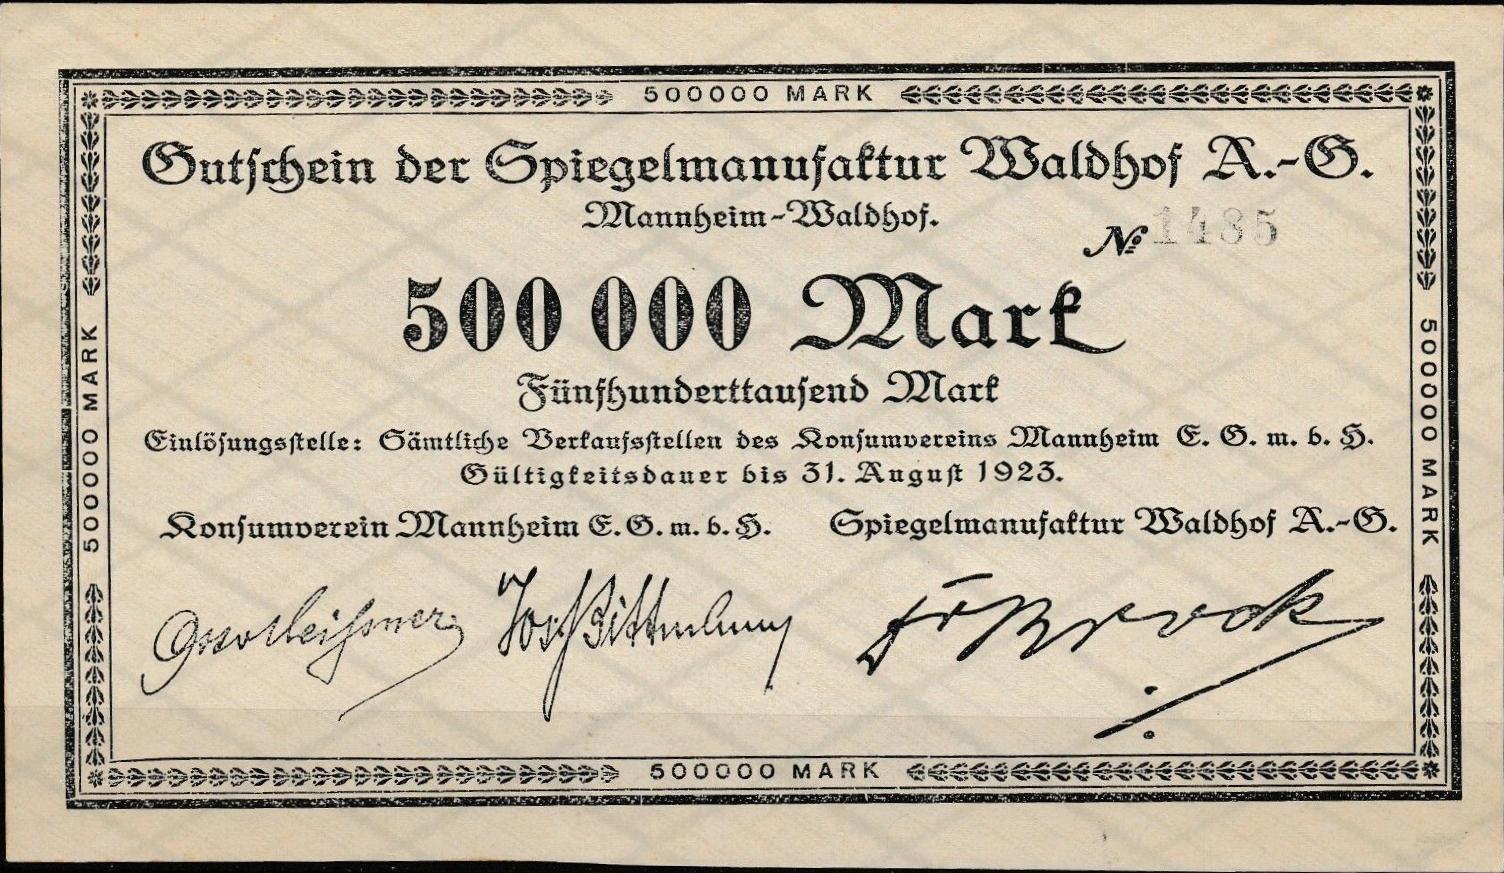 500000 MARK
Gutschein der Spiegelmanufaktur Waldhof A.-G.
Mannheim-Waldhof.
№ 1485
500 000 Mark
Fünfhunderttausend Mark
Einlösungsstelle: Sämtliche Verkaufsstellen des Konsumvereins Mannheim E. G. m. b. H.
Gültigkeitsdauer bis 31. August 1923.
Konsumverein Mannheim E. G. m. b. H.
Spiegelmanufaktur Waldhof A.-G.
500000 MARK
500000 MARK
500000 MARK